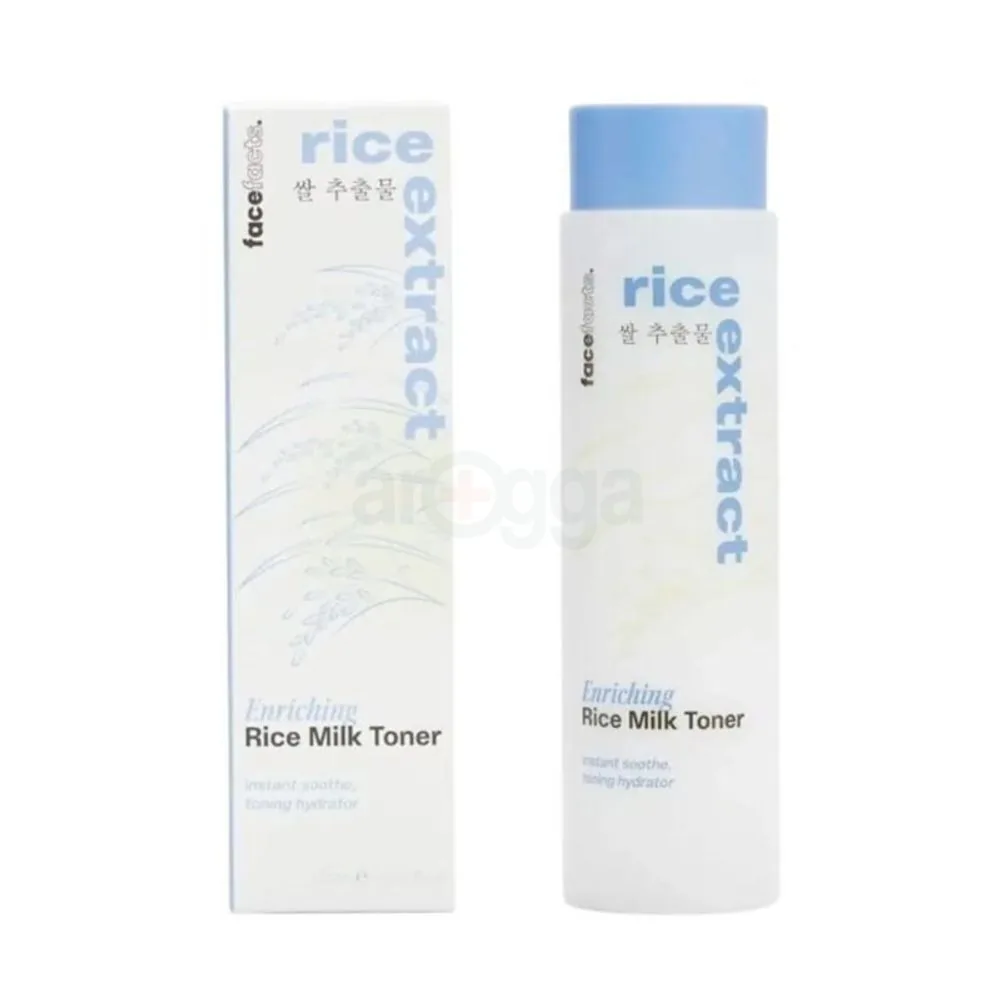 facefacts.
rice
extract
쌀 추출물
Enriching
Rice Milk Toner
instant soothe,
toning hydrator
facefacts.
rice
extract
쌀 추출물
Enriching
Rice Milk Toner
instant soothe,
toning hydrator
arogga